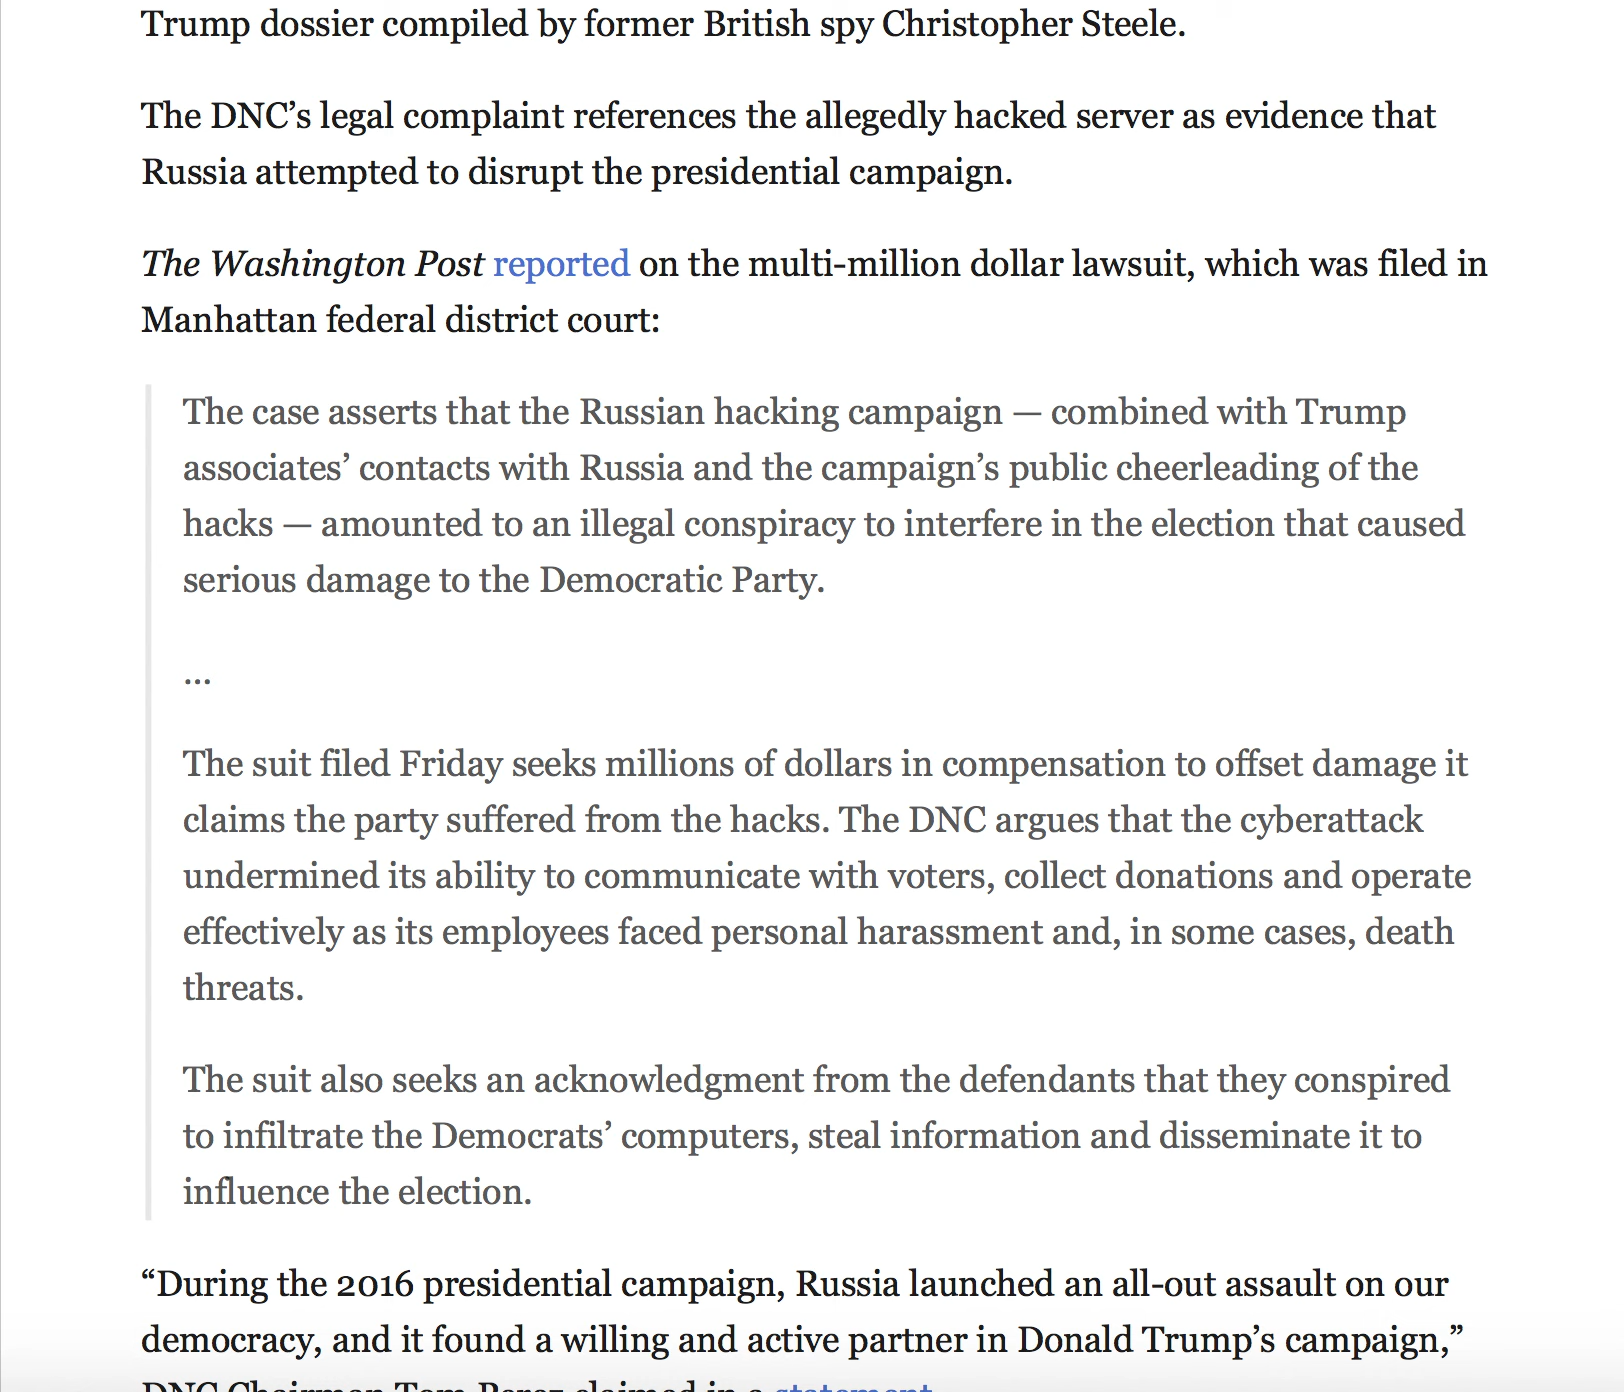 Trump dossier compiled by former British spy Christopher Steele.
The DNC’s legal complaint references the allegedly hacked server as evidence that
Russia attempted to disrupt the presidential campaign.
The Washington Post reported on the multi-million dollar lawsuit, which was filed in
Manhattan federal district court:
The case asserts that the Russian hacking campaign — combined with Trump
associates’ contacts with Russia and the campaign’s public cheerleading of the
hacks — amounted to an illegal conspiracy to interfere in the election that caused
serious damage to the Democratic Party.
...
The suit filed Friday seeks millions of dollars in compensation to offset damage it
claims the party suffered from the hacks. The DNC argues that the cyberattack
undermined its ability to communicate with voters, collect donations and operate
effectively as its employees faced personal harassment and, in some cases, death
threats.
The suit also seeks an acknowledgment from the defendants that they conspired
to infiltrate the Democrats’ computers, steal information and disseminate it to
influence the election.
“During the 2016 presidential campaign, Russia launched an all-out assault on our
democracy, and it found a willing and active partner in Donald Trump’s campaign,”
DNC Chairman Tom Perez claimed in a statement